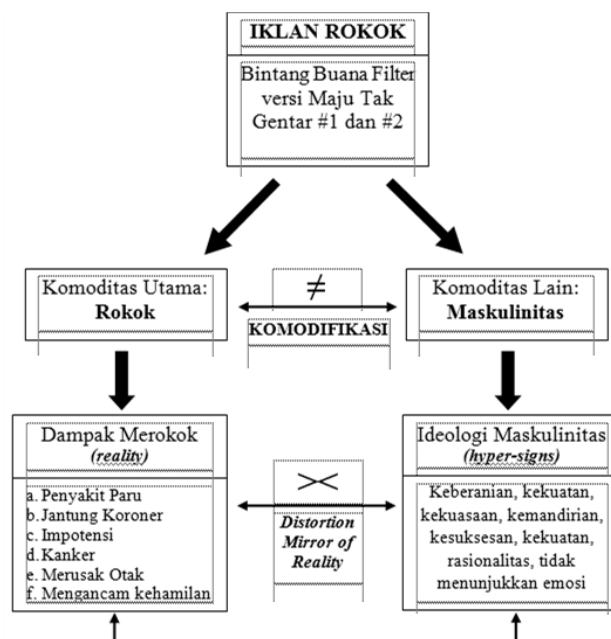 IKLAN ROKOK
Bintang Buana Filter
versi Maju Tak
Gentar #1 dan #2
Komoditas Utama:
Rokok
≠
KOMODIFIKASI
Komoditas Lain:
Maskulinitas
Dampak Merokok
(reality)
a. Penyakit Paru
b. Jantung Koroner
c. Impotensi
d. Kanker
e. Merusak Otak
f. Mengancam kehamilan
Distortion
Mirror of
Reality
Ideologi Maskulinitas
(hyper-signs)
Keberanian, kekuatan,
kekuasaan, kemandirian,
kesuksesan, kekuatan,
rasionalitas, tidak
menunjukkan emosi